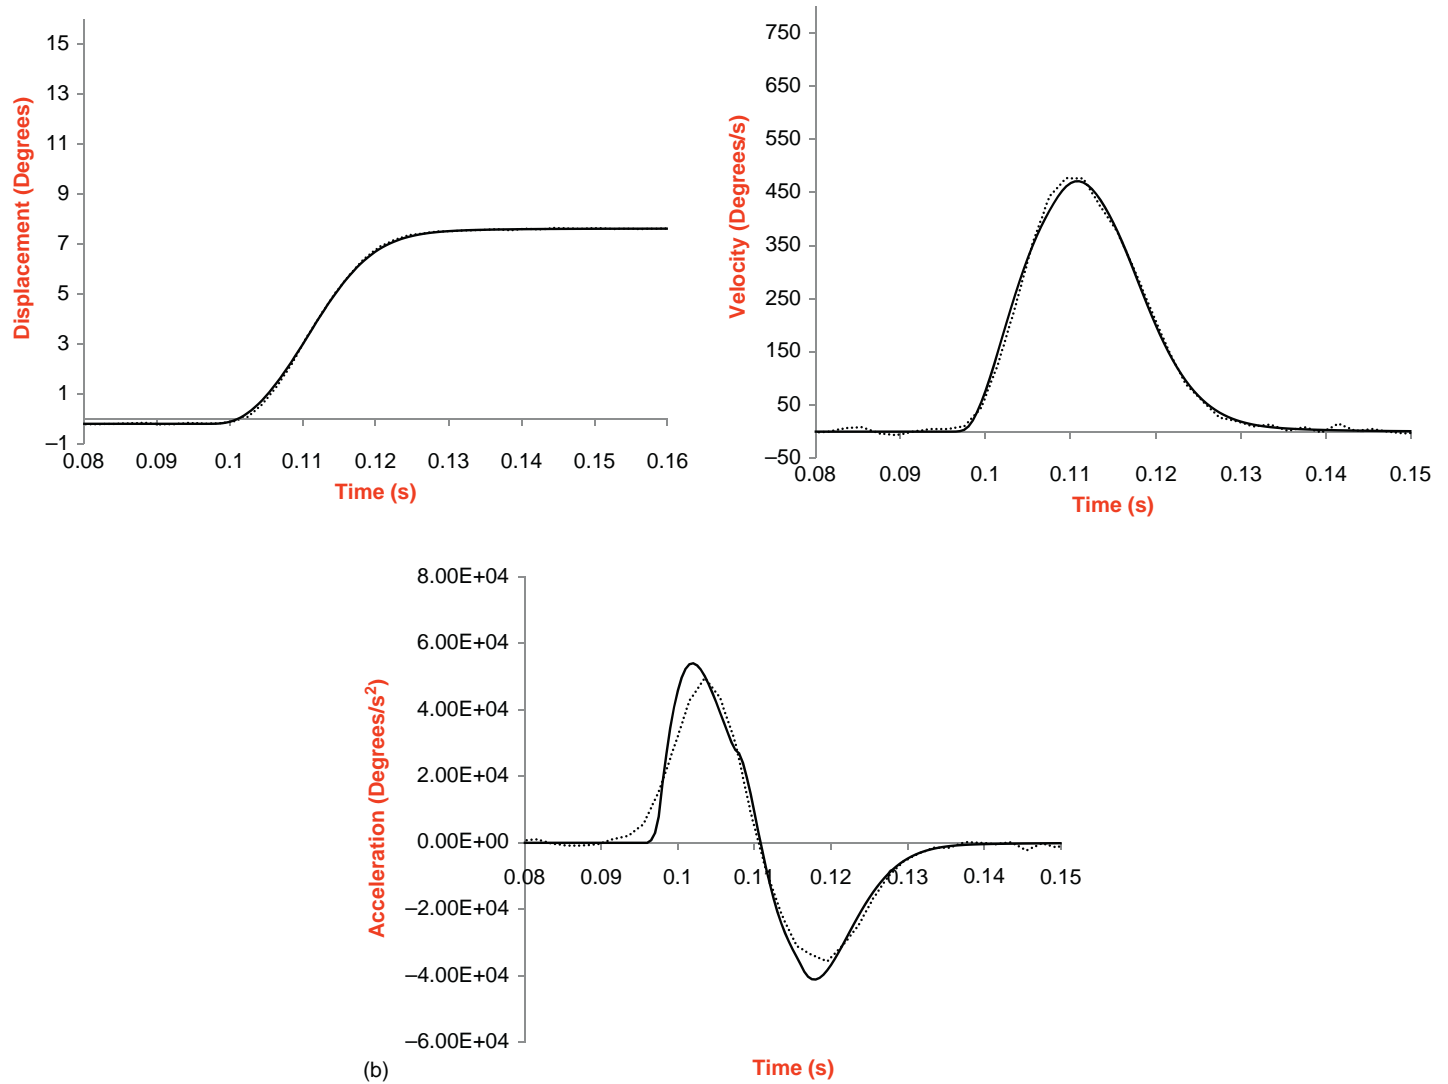 Displacement (Degrees)
15
13
11
9
7
5
3
1
–1
0.08 0.09 0.1 0.11 0.12 0.13 0.14 0.15 0.16
Time (s)
Velocity (Degrees/s)
750
650
550
450
350
250
150
50
–50
0.08 0.09 0.1 0.11 0.12 0.13 0.14 0.15
Time (s)
Acceleration (Degrees/s²)
8.00E+04
6.00E+04
4.00E+04
2.00E+04
0.00E+00
–2.00E+04
–4.00E+04
–6.00E+04
0.08 0.09 0.1 0.11 0.12 0.13 0.14 0.15
Time (s)
(b)